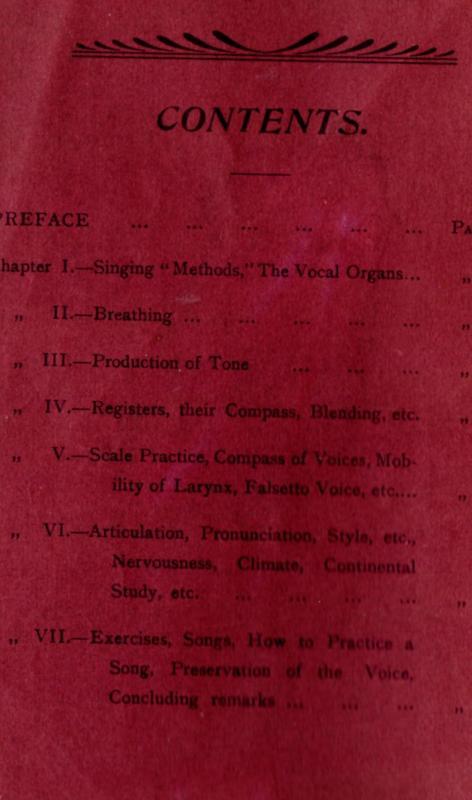 CONTENTS.
PREFACE ... ... ... ... ... ... Pa
hapter I.—Singing "Methods," The Vocal Organs... „
„ II.—Breathing ... ... ... ... ... „
„ III.—Production of Tone ... ... ... „
„ IV.—Registers, their Compass, Blending, etc. „
„ V.—Scale Practice, Compass of Voices, Mob-
ility of Larynx, Falsetto Voice, etc.... „
„ VI.—Articulation, Pronunciation, Style, etc.,
Nervousness, Climate, Continental
Study, etc. ... ... ... ... „
„ VII.—Exercises, Songs, How to Practice a
Song, Preservation of the Voice,
Concluding remarks ... ... ... „